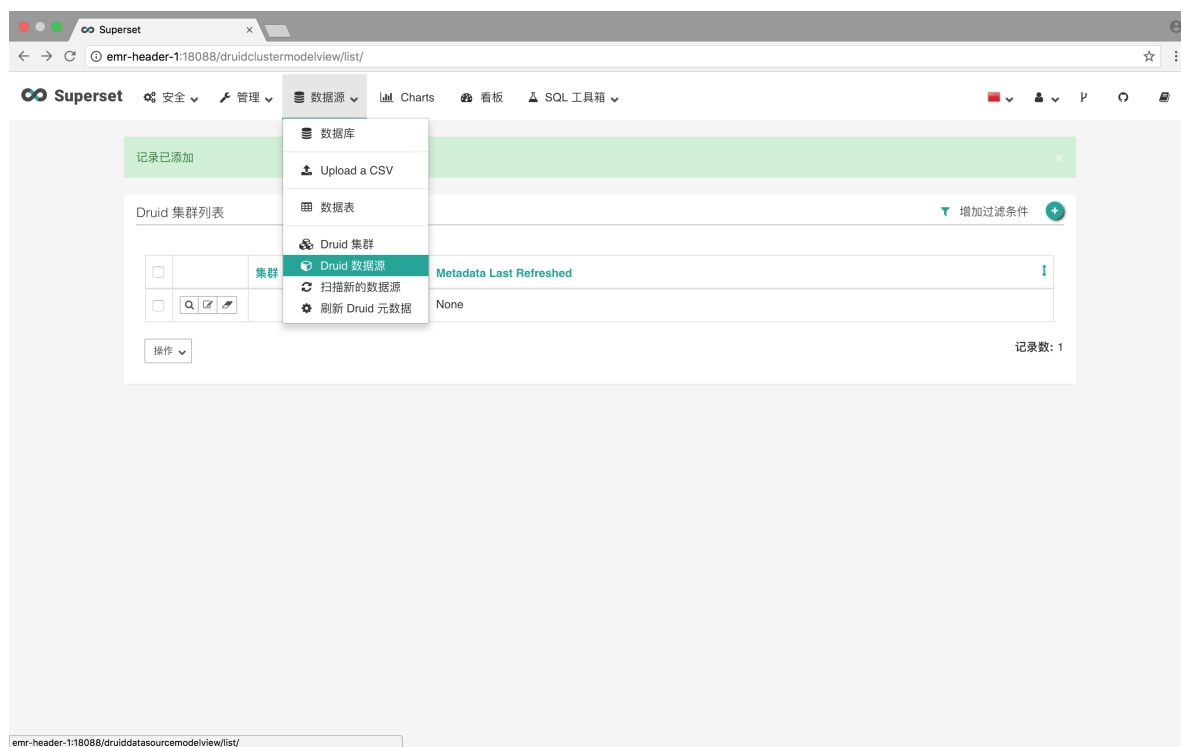 Superset
emr-header-1:18088/druidclustermodelview/list/
Superset 安全 管理 数据源 Charts 看板 SQL 工具箱
数据库
记录已添加
Upload a CSV
数据表
Druid 集群列表 增加过滤条件
Druid 集群
Druid 数据源
集群 Metadata Last Refreshed
扫描新的数据源
None
刷新 Druid 元数据
操作 记录数: 1
emr-header-1:18088/druiddatasourcemodelview/list/